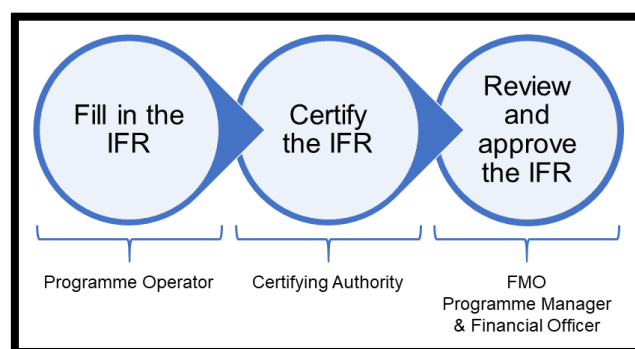 Fill in the
IFR
Certify
the IFR
Review
and
approve
the IFR
Programme Operator
Certifying Authority
FMO
Programme Manager
& Financial Officer